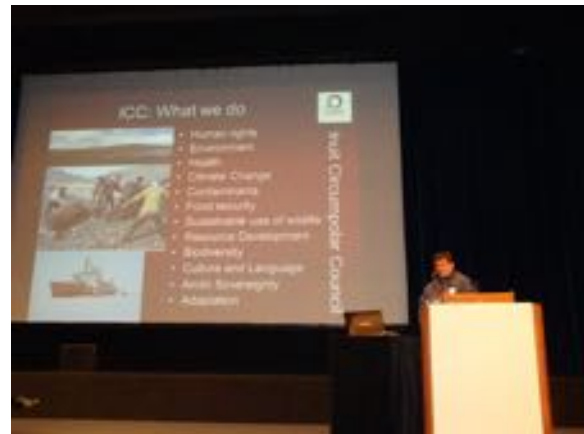 ICC: What we do
• Human rights
• Environment
• Health
• Climate Change
• Contaminants
• Food security
• Sustainable use of wildlife
• Resource Development
• Biodiversity
• Culture and Language
• Arctic Sovereignty
• Adaptation
Inuit Circumpolar Council